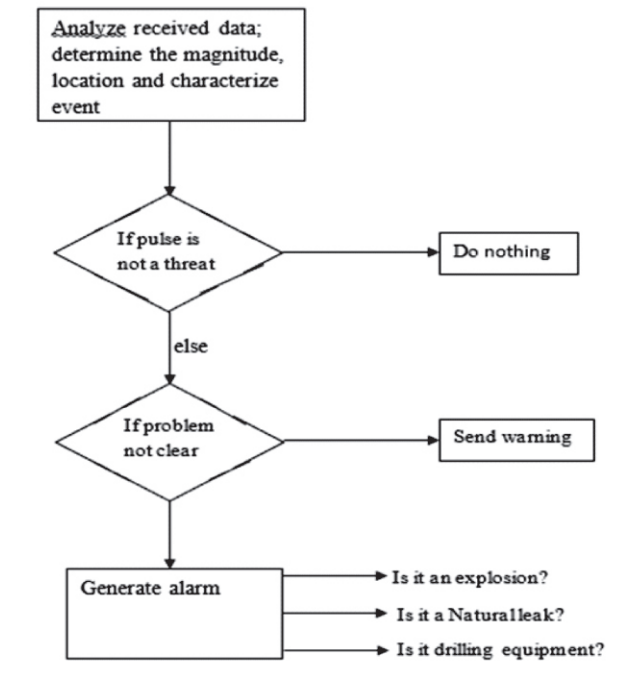 Analyze received data;
determine the magnitude,
location and characterize
event
If pulse is
not a threat
Do nothing
else
If problem
not clear
Send warning
Generate alarm
Is it an explosion?
Is it a Natural leak?
Is it drilling equipment?